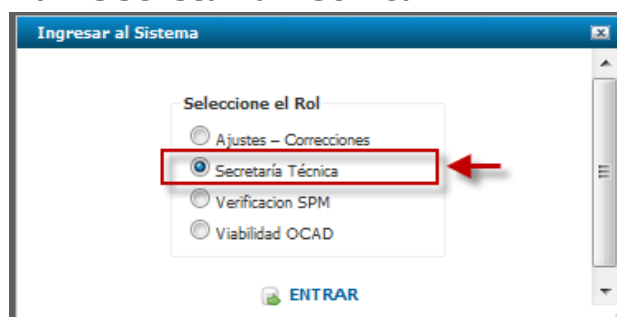 Ingresar al Sistema
Seleccione el Rol
Ajustes – Correcciones
Secretaría Técnica
Verificacion SPM
Viabilidad OCAD
ENTRAR